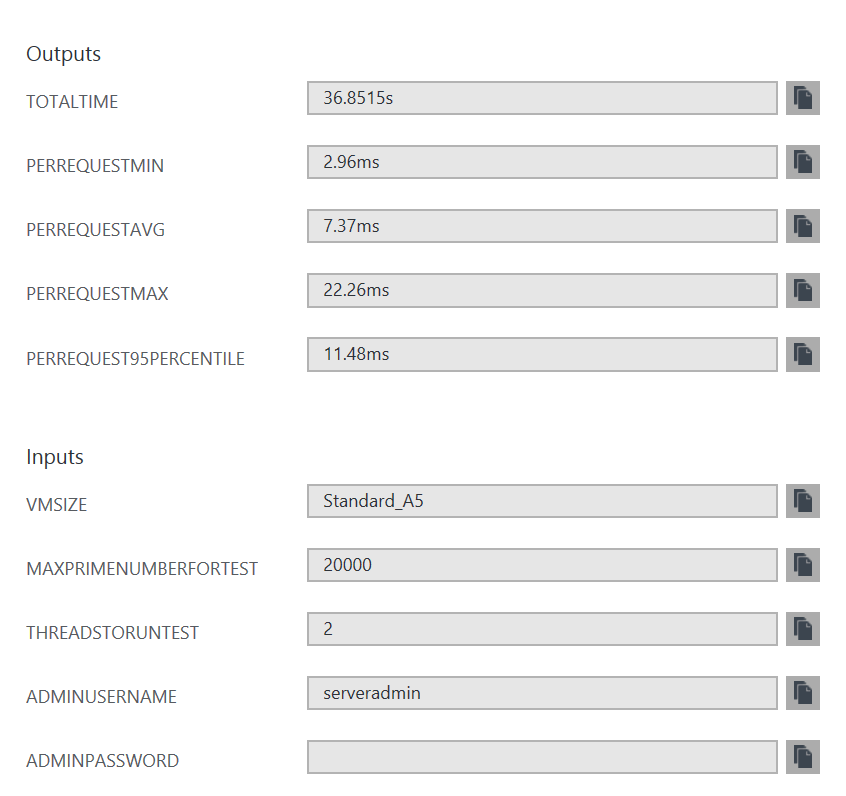 Outputs
TOTALTIME 36.8515s
PERREQUESTMIN 2.96ms
PERREQUESTAVG 7.37ms
PERREQUESTMAX 22.26ms
PERREQUEST95PERCENTILE 11.48ms
Inputs
VMSIZE Standard_A5
MAXPRIMENUMBERFORTEST 20000
THREADSTORUNTEST 2
ADMINUSERNAME serveradmin
ADMINPASSWORD